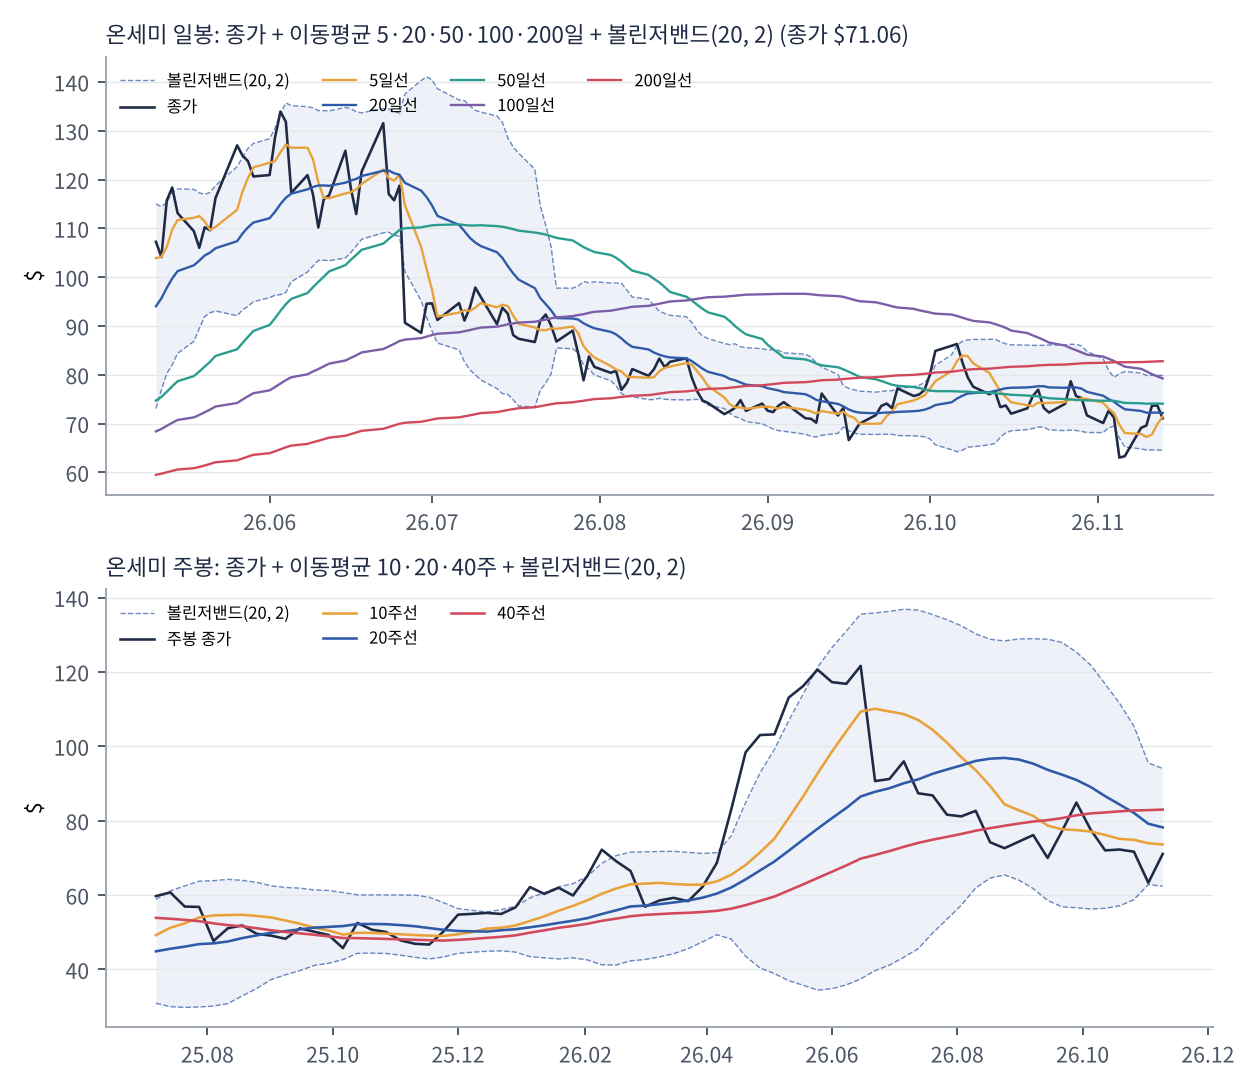 온세미 일봉: 종가 + 이동평균 5·20·50·100·200일 + 볼린저밴드(20, 2) (종가 $71.06)
볼린저밴드(20, 2) 5일선 50일선 200일선
종가 20일선 100일선
140
130
120
110
100
90
80
70
60
$
26.06 26.07 26.08 26.09 26.10 26.11
온세미 주봉: 종가 + 이동평균 10·20·40주 + 볼린저밴드(20, 2)
볼린저밴드(20, 2) 10주선 40주선
주봉 종가 20주선
140
120
100
80
60
40
$
25.08 25.10 25.12 26.02 26.04 26.06 26.08 26.10 26.12